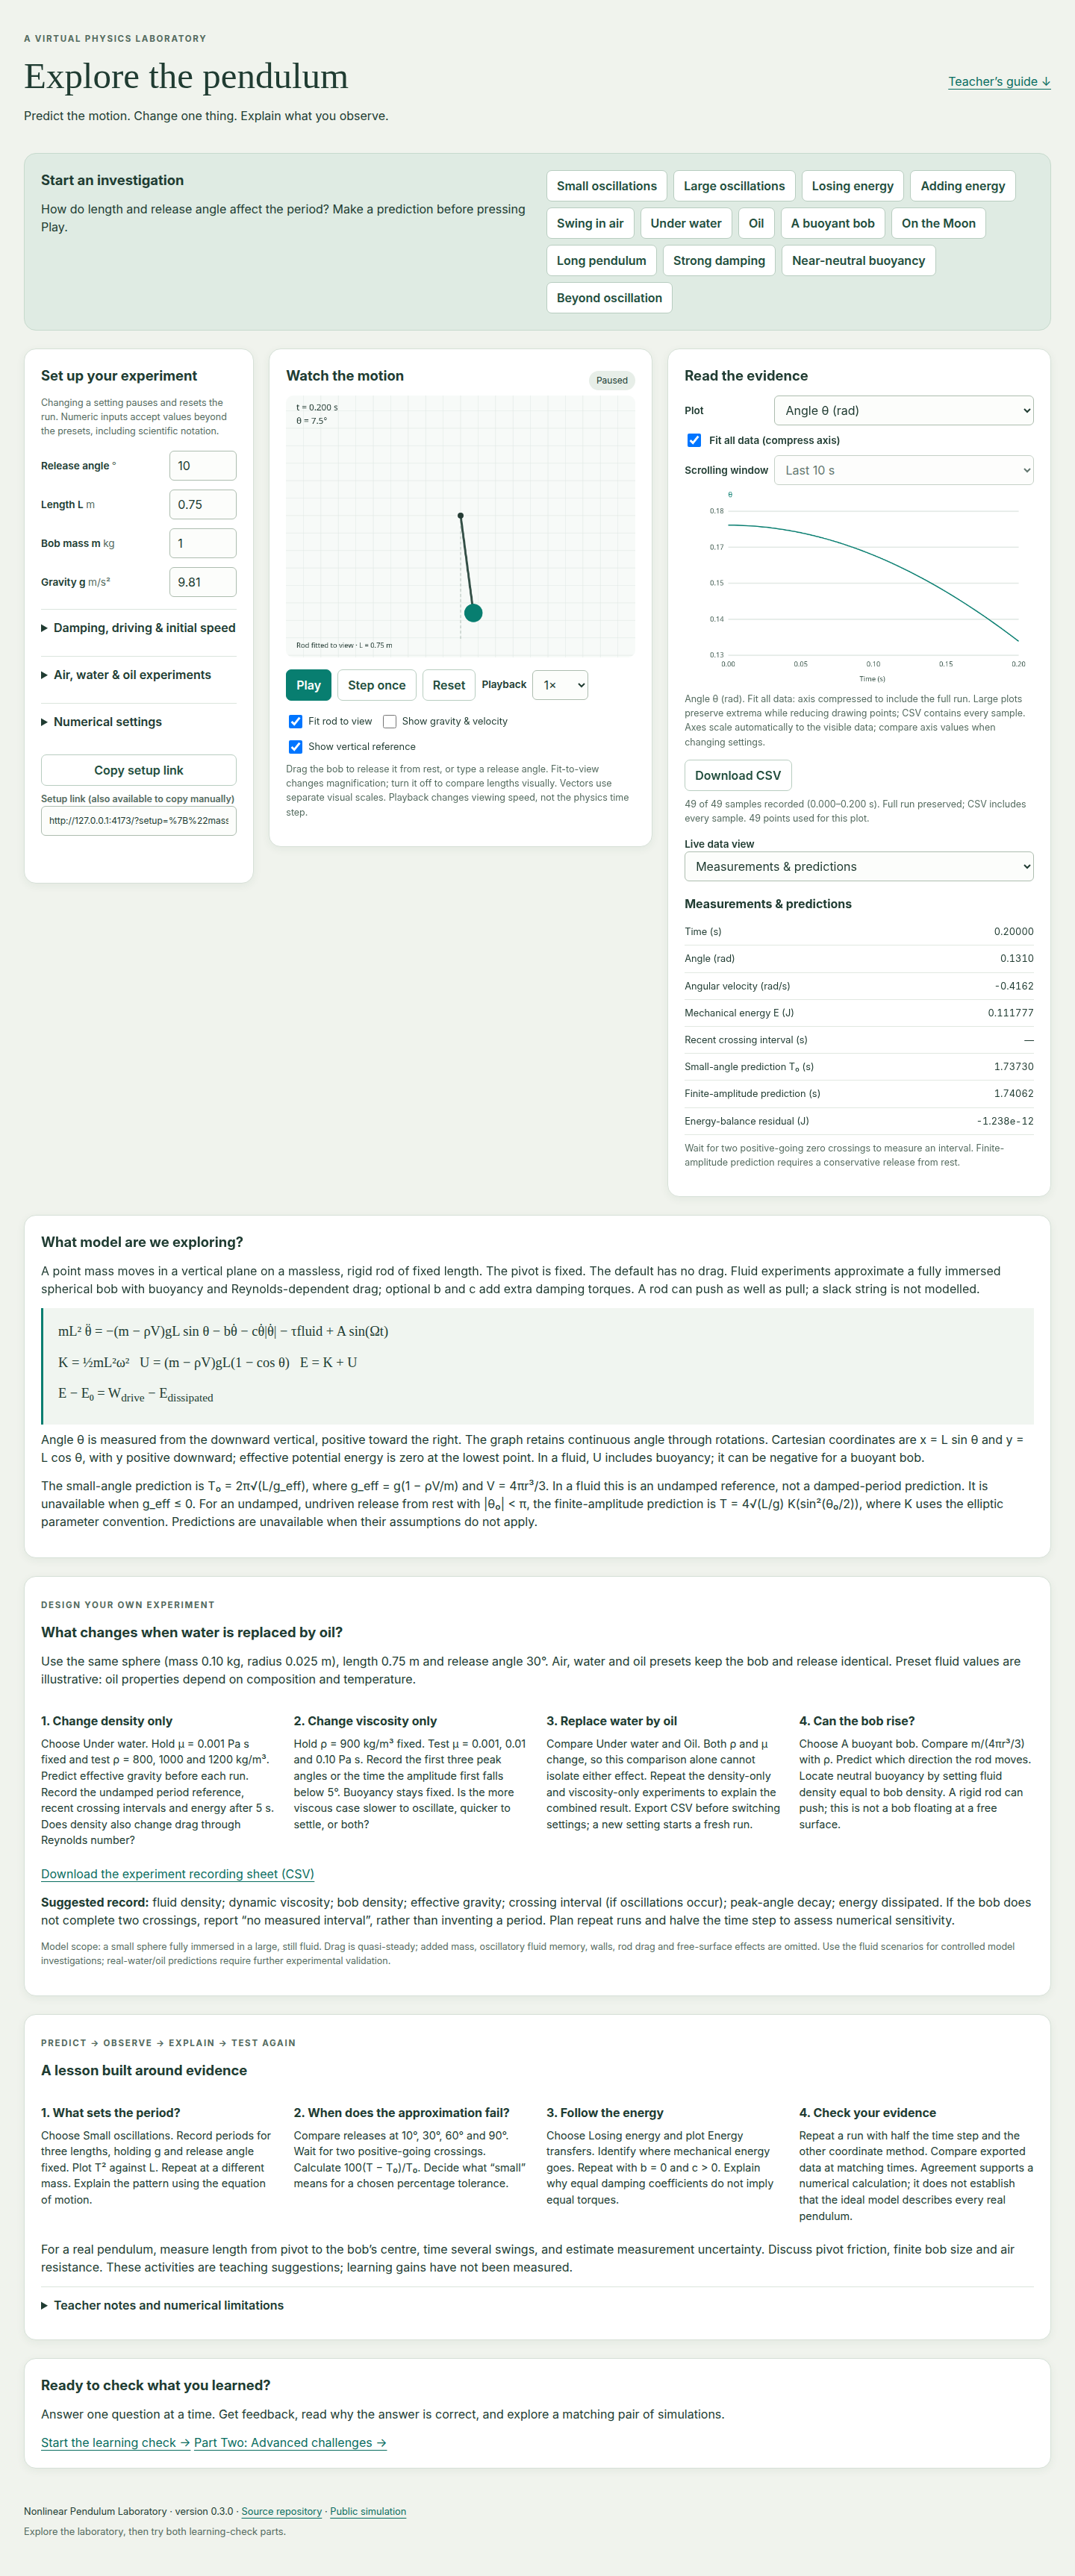 A VIRTUAL PHYSICS LABORATORY
Explore the pendulum
Teacher's guide ↓
Predict the motion. Change one thing. Explain what you observe.
Start an investigation
How do length and release angle affect the period? Make a prediction before pressing
Play.
Small oscillations
Large oscillations
Losing energy
Adding energy
Swing in air
Under water
Oil
A buoyant bob
On the Moon
Long pendulum
Strong damping
Near-neutral buoyancy
Beyond oscillation
Set up your experiment
Changing a setting pauses and resets the
run. Numeric inputs accept values beyond
the presets, including scientific notation.
Release angle °
10
Length L m
0.75
Bob mass m kg
1
Gravity g m/s²
9.81
▶ Damping, driving & initial speed
▶ Air, water & oil experiments
▶ Numerical settings
Copy setup link
Setup link (also available to copy manually)
http://127.0.0.1:4173/?setup=%7B%22mass
Watch the motion
Paused
t = 0.200 s
θ = 7.5°
Rod fitted to view · L = 0.75 m
Play
Step once
Reset
Playback
1×
Fit rod to view
Show gravity & velocity
Show vertical reference
Drag the bob to release it from rest, or type a release angle. Fit-to-view
changes magnification; turn it off to compare lengths visually. Vectors use
separate visual scales. Playback changes viewing speed, not the physics time
step.
Read the evidence
Plot
Angle θ (rad)
Fit all data (compress axis)
Scrolling window
Last 10 s
θ
0.18
0.17
0.15
0.14
0.13
0.00 0.05 0.10 0.15 0.20
Time (s)
Angle θ (rad). Fit all data: axis compressed to include the full run. Large plots
preserve extrema while reducing drawing points; CSV contains every sample.
Axes scale automatically to the visible data; compare axis values when
changing settings.
Download CSV
49 of 49 samples recorded (0.000–0.200 s). Full run preserved; CSV includes
every sample. 49 points used for this plot.
Live data view
Measurements & predictions
Measurements & predictions
Time (s) 0.20000
Angle (rad) 0.1310
Angular velocity (rad/s) -0.4162
Mechanical energy E (J) 0.111777
Recent crossing interval (s) —
Small-angle prediction T₀ (s) 1.73730
Finite-amplitude prediction (s) 1.74062
Energy-balance residual (J) -1.238e-12
Wait for two positive-going zero crossings to measure an interval. Finite-
amplitude prediction requires a conservative release from rest.
What model are we exploring?
A point mass moves in a vertical plane on a massless, rigid rod of fixed length. The pivot is fixed. The default has no drag. Fluid experiments approximate a fully immersed
spherical bob with buoyancy and Reynolds-dependent drag; optional b and c add extra damping torques. A rod can push as well as pull; a slack string is not modelled.
mL² θ̈ = −(m − ρV)gL sin θ − bθ̇ − cθ̇|θ̇| − τfluid + A sin(Ωt)
K = ½mL²ω² U = (m − ρV)gL(1 − cos θ) E = K + U
E − E₀ = Wdrive − Edissipated
Angle θ is measured from the downward vertical, positive toward the right. The graph retains continuous angle through rotations. Cartesian coordinates are x = L sin θ and y =
L cos θ, with y positive downward; effective potential energy is zero at the lowest point. In a fluid, U includes buoyancy; it can be negative for a buoyant bob.
The small-angle prediction is T₀ = 2π√(L/g_eff), where g_eff = g(1 − ρV/m) and V = 4πr³/3. In a fluid this is an undamped reference, not a damped-period prediction. It is
unavailable when g_eff ≤ 0. For an undamped, undriven release from rest with |θ₀| < π, the finite-amplitude prediction is T = 4√(L/g) K(sin²(θ₀/2)), where K uses the elliptic
parameter convention. Predictions are unavailable when their assumptions do not apply.
DESIGN YOUR OWN EXPERIMENT
What changes when water is replaced by oil?
Use the same sphere (mass 0.10 kg, radius 0.025 m), length 0.75 m and release angle 30°. Air, water and oil presets keep the bob and release identical. Preset fluid values are
illustrative: oil properties depend on composition and temperature.
1. Change density only
Choose Under water. Hold μ = 0.001 Pa s
fixed and test ρ = 800, 1000 and 1200 kg/m³.
Predict effective gravity before each run.
Record the undamped period reference,
recent crossing intervals and energy after 5 s.
Does density also change drag through
Reynolds number?
2. Change viscosity only
Hold ρ = 900 kg/m³ fixed. Test μ = 0.001, 0.01
and 0.10 Pa s. Record the first three peak
angles or the time the amplitude first falls
below 5°. Buoyancy stays fixed. Is the more
viscous case slower to oscillate, quicker to
settle, or both?
3. Replace water by oil
Compare Under water and Oil. Both ρ and μ
change, so this comparison alone cannot
isolate either effect. Repeat the density-only
and viscosity-only experiments to explain the
combined result. Export CSV before switching
settings; a new setting starts a fresh run.
4. Can the bob rise?
Choose A buoyant bob. Compare m/(4πr³/3)
with ρ. Predict which direction the rod moves.
Locate neutral buoyancy by setting fluid
density equal to bob density. A rigid rod can
push; this is not a bob floating at a free
surface.
Download the experiment recording sheet (CSV)
Suggested record: fluid density; dynamic viscosity; bob density; effective gravity; crossing interval (if oscillations occur); peak-angle decay; energy dissipated. If the bob does
not complete two crossings, report “no measured interval”, rather than inventing a period. Plan repeat runs and halve the time step to assess numerical sensitivity.
Model scope: a small sphere fully immersed in a large, still fluid. Drag is quasi-steady; added mass, oscillatory fluid memory, walls, rod drag and free-surface effects are omitted. Use the fluid scenarios for controlled model
investigations; real-water/oil predictions require further experimental validation.
PREDICT → OBSERVE → EXPLAIN → TEST AGAIN
A lesson built around evidence
1. What sets the period?
Choose Small oscillations. Record periods for
three lengths, holding g and release angle
fixed. Plot T² against L. Repeat at a different
mass. Explain the pattern using the equation
of motion.
2. When does the approximation fail?
Compare releases at 10°, 30°, 60° and 90°.
Wait for two positive-going crossings.
Calculate 100(T − T₀)/T₀. Decide what “small”
means for a chosen percentage tolerance.
3. Follow the energy
Choose Losing energy and plot Energy
transfers. Identify where mechanical energy
goes. Repeat with b = 0 and c > 0. Explain
why equal damping coefficients do not imply
equal torques.
4. Check your evidence
Repeat a run with half the time step and the
other coordinate method. Compare exported
data at matching times. Agreement supports a
numerical calculation; it does not establish
that the ideal model describes every real
pendulum.
For a real pendulum, measure length from pivot to the bob’s centre, time several swings, and estimate measurement uncertainty. Discuss pivot friction, finite bob size and air
resistance. These activities are teaching suggestions; learning gains have not been measured.
▶ Teacher notes and numerical limitations
Ready to check what you learned?
Answer one question at a time. Get feedback, read why the answer is correct, and explore a matching pair of simulations.
Start the learning check → Part Two: Advanced challenges →
Nonlinear Pendulum Laboratory · version 0.3.0 · Source repository · Public simulation
Explore the laboratory, then try both learning-check parts.